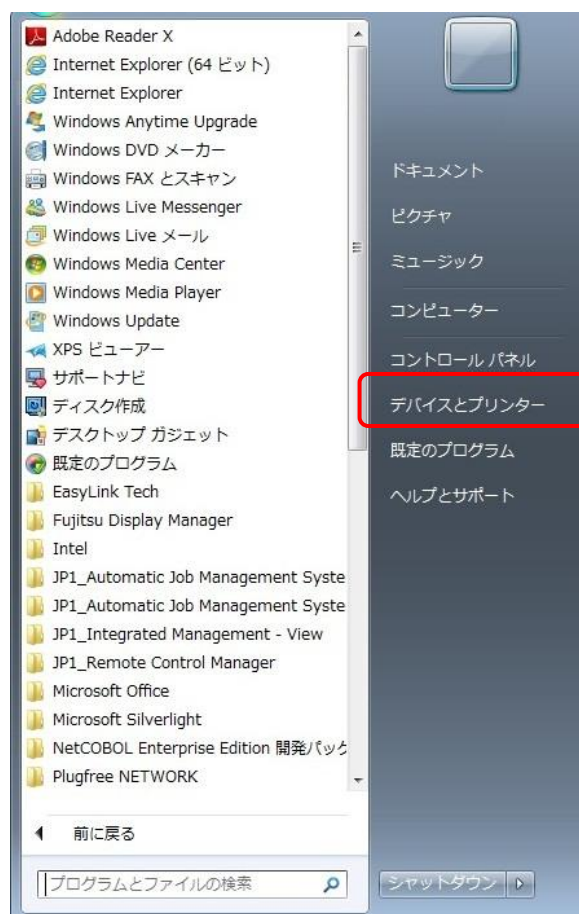 Adobe Reader X
Internet Explorer (64 ビット)
Internet Explorer
Windows Anytime Upgrade
Windows DVD メーカー
Windows FAX とスキャン
Windows Live Messenger
Windows Live メール
Windows Media Center
Windows Media Player
Windows Update
XPS ビューアー
サポートナビ
ディスク作成
デスクトップ ガジェット
既定のプログラム
EasyLink Tech
Fujitsu Display Manager
Intel
JP1_Automatic Job Management Syste
JP1_Automatic Job Management Syste
JP1_Integrated Management - View
JP1_Remote Control Manager
Microsoft Office
Microsoft Silverlight
NetCOBOL Enterprise Edition 開発パック
Plugfree NETWORK
前に戻る
プログラムとファイルの検索
ドキュメント
ピクチャ
ミュージック
コンピューター
コントロール パネル
デバイスとプリンター
既定のプログラム
ヘルプとサポート
シャットダウン